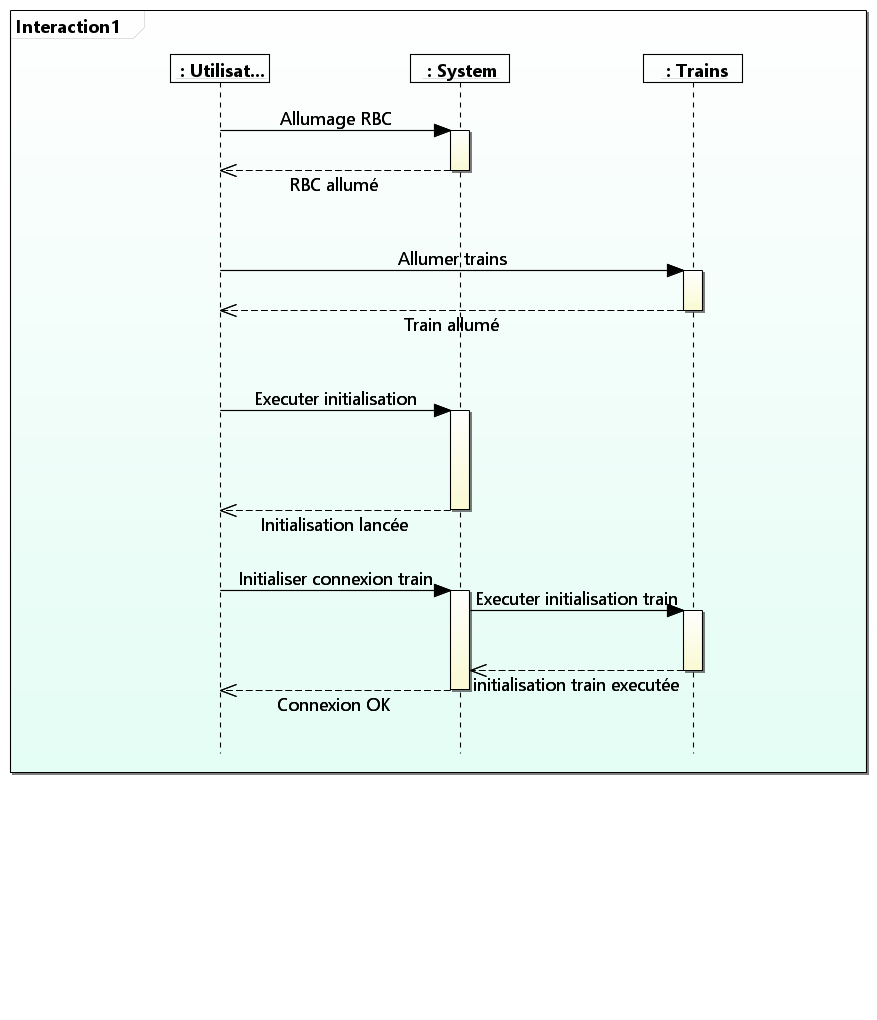 Interaction1
: Utilisat...
: System
: Trains
Allumage RBC
RBC allumé
Allumer trains
Train allumé
Executer initialisation
Initialisation lancée
Initialiser connexion train
Executer initialisation train
initialisation train executée
Connexion OK